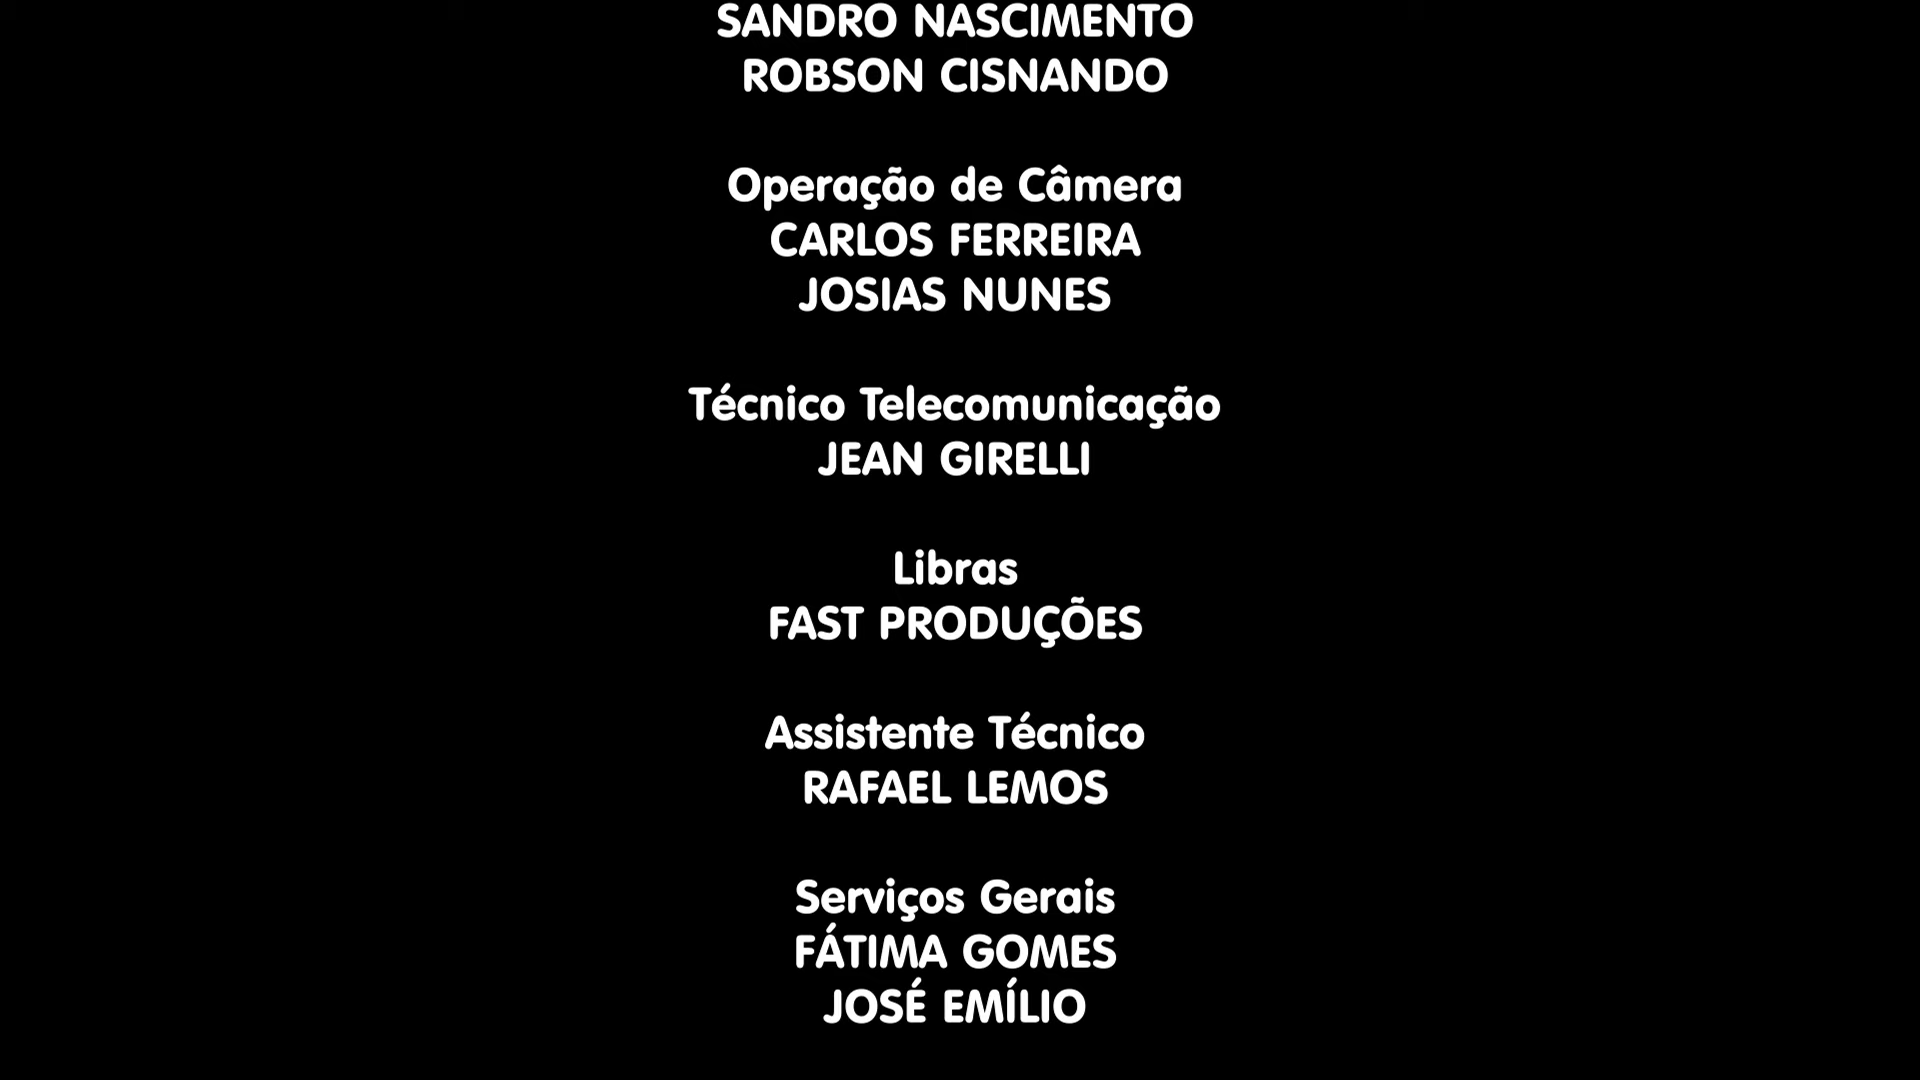 SANDRO NASCIMENTO
ROBSON CISNANDO
Operação de Câmera
CARLOS FERREIRA
JOSIAS NUNES
Técnico Telecomunicação
JEAN GIRELLI
Libras
FAST PRODUÇÕES
Assistente Técnico
RAFAEL LEMOS
Serviços Gerais
FÁTIMA GOMES
JOSÉ EMÍLIO